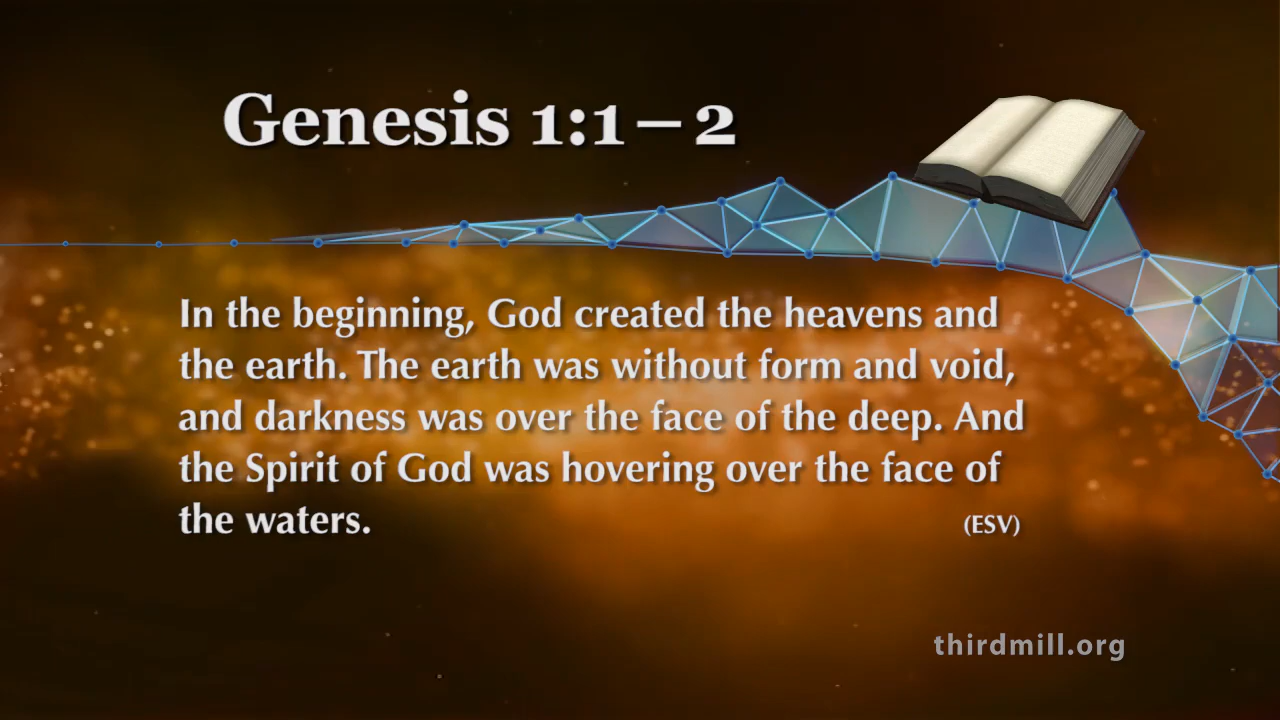 Genesis 1:1–2
In the beginning, God created the heavens and
the earth. The earth was without form and void,
and darkness was over the face of the deep. And
the Spirit of God was hovering over the face of
the waters. (ESV)
thirdmill.org